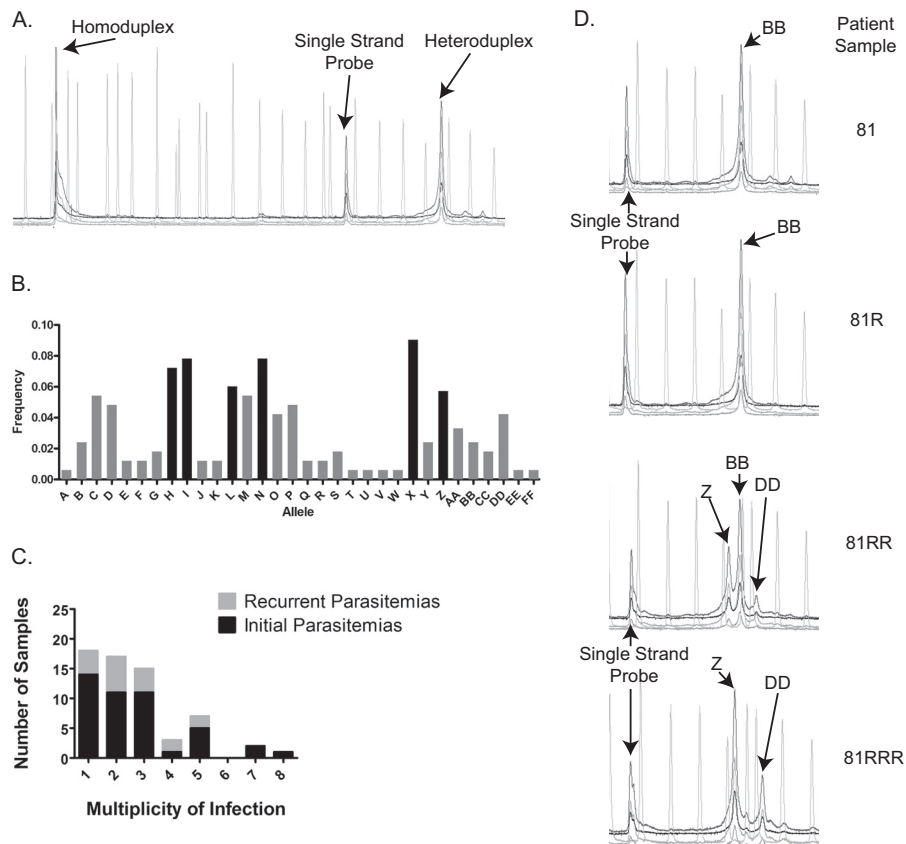 A.
Homoduplex
Single Strand
Probe
Heteroduplex
B.
Frequency
0.10
0.08
0.06
0.04
0.02
0.00
A B C D E F G H I J K L M N O P Q R S T U V W X Y Z AA BB CC DD EE FF
Allele
C.
Number of Samples
25
20
15
10
5
0
Recurrent Parasitemias
Initial Parasitemias
1 2 3 4 5 6 7 8
Multiplicity of Infection
D.
Patient
Sample
BB
81
Single Strand
Probe
BB
81R
Z
BB
DD
81RR
Single Strand
Probe
Z
DD
81RRR